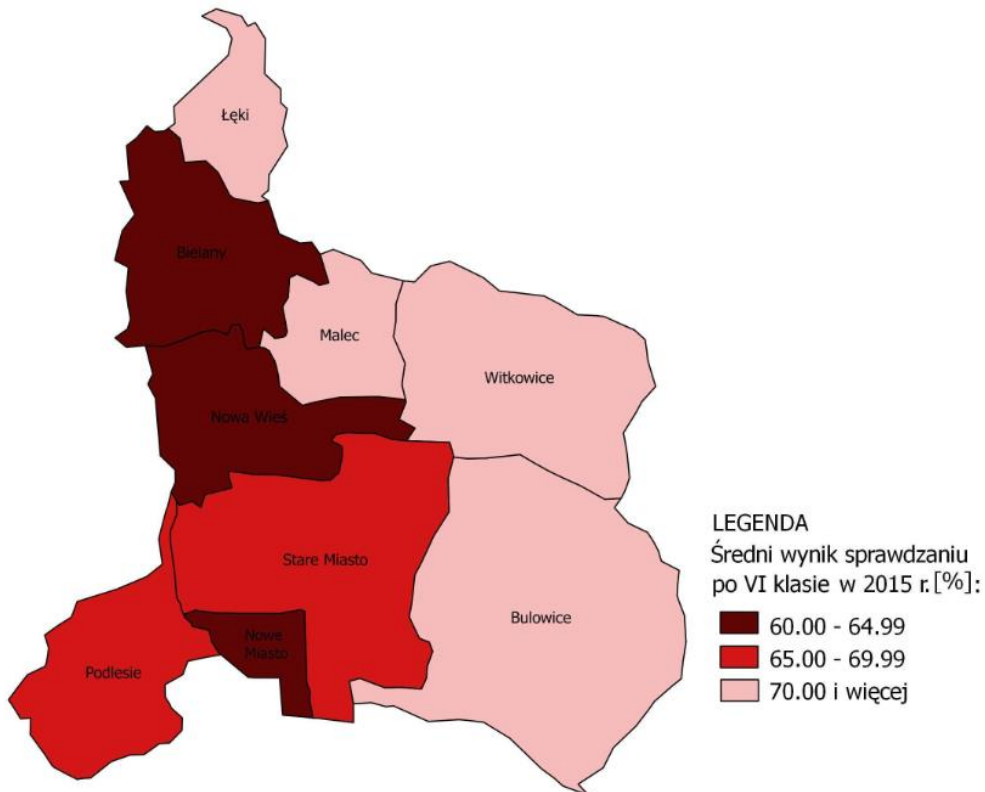 Łęki
Bielany
Malec
Witkowice
Nowa Wieś
Stare Miasto
Bulowice
Nowe
Miasto
Podlesie
LEGENDA
Średni wynik sprawdzaniu
po VI klasie w 2015 r.[%]:
60.00 - 64.99
65.00 - 69.99
70.00 i więcej